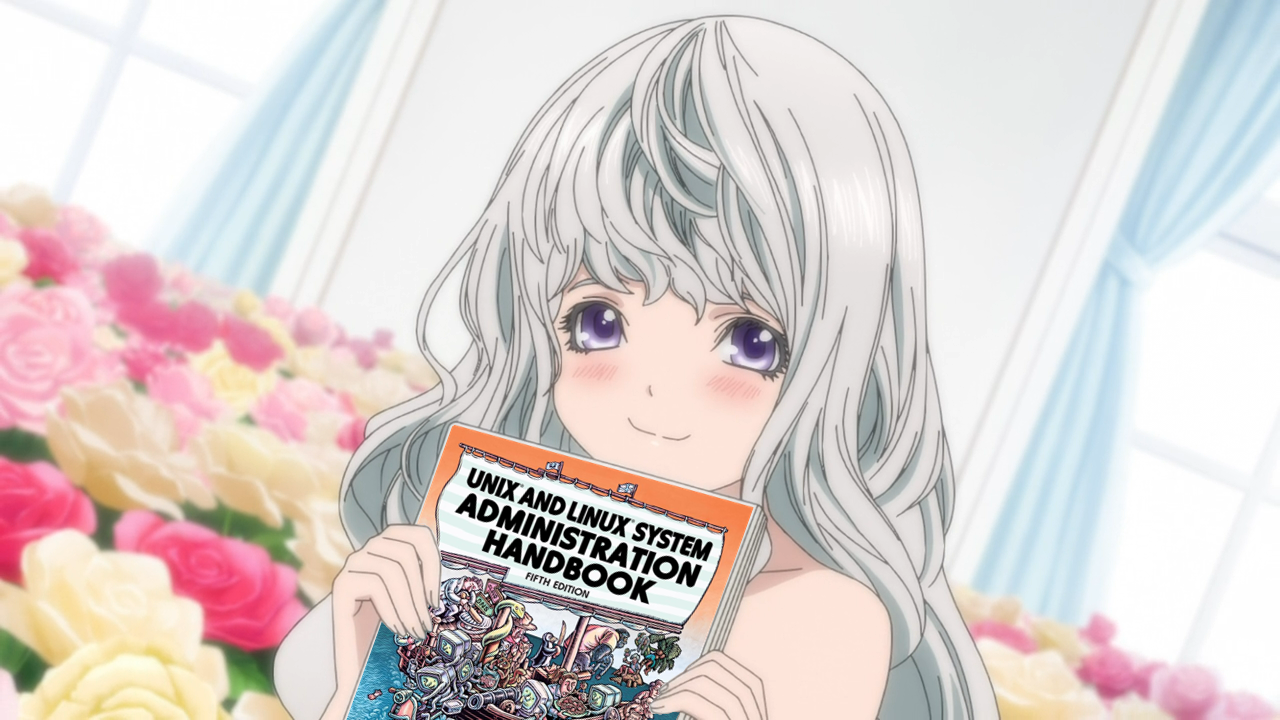 UNIX AND LINUX SYSTEM
ADMINISTRATION
HANDBOOK
FIFTH EDITION